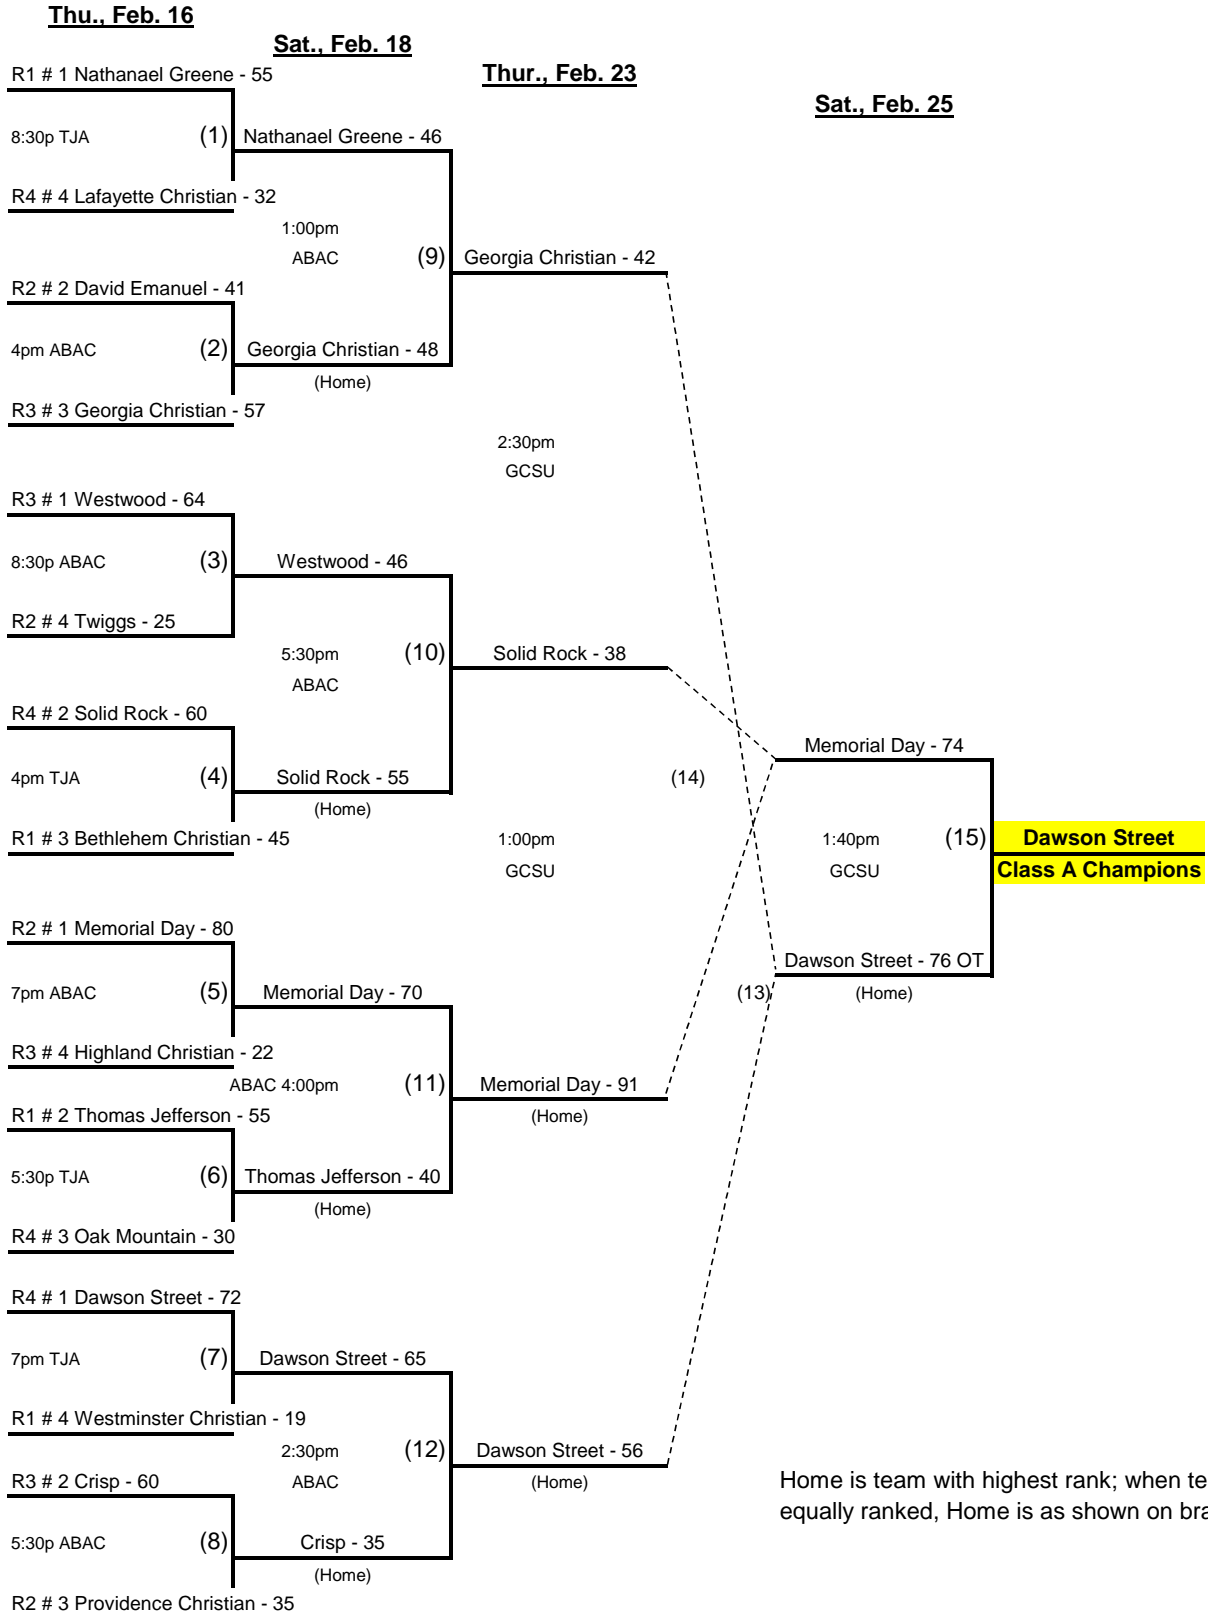 Thu., Feb. 16
Sat., Feb. 18
Thur., Feb. 23
Sat., Feb. 25
R1 # 1 Nathanael Greene - 55
8:30p TJA (1) Nathanael Greene - 46
R4 # 4 Lafayette Christian - 32
1:00pm
ABAC (9) Georgia Christian - 42
R2 # 2 David Emanuel - 41
4pm ABAC (2) Georgia Christian - 48
(Home)
R3 # 3 Georgia Christian - 57
2:30pm
GCSU
R3 # 1 Westwood - 64
8:30p ABAC (3) Westwood - 46
R2 # 4 Twiggs - 25
5:30pm (10) Solid Rock - 38
ABAC
R4 # 2 Solid Rock - 60
Memorial Day - 74
4pm TJA (4) Solid Rock - 55 (14)
(Home)
R1 # 3 Bethlehem Christian - 45 1:00pm 1:40pm (15) Dawson Street
GCSU GCSU Class A Champions
R2 # 1 Memorial Day - 80
Dawson Street - 76 OT
7pm ABAC (5) Memorial Day - 70 (13) (Home)
R3 # 4 Highland Christian - 22
ABAC 4:00pm (11) Memorial Day - 91
R1 # 2 Thomas Jefferson - 55 (Home)
5:30p TJA (6) Thomas Jefferson - 40
(Home)
R4 # 3 Oak Mountain - 30
R4 # 1 Dawson Street - 72
7pm TJA (7) Dawson Street - 65
R1 # 4 Westminster Christian - 19
2:30pm (12) Dawson Street - 56
R3 # 2 Crisp - 60 ABAC (Home) Home is team with highest rank; when te
equally ranked, Home is as shown on bra
5:30p ABAC (8) Crisp - 35
(Home)
R2 # 3 Providence Christian - 35